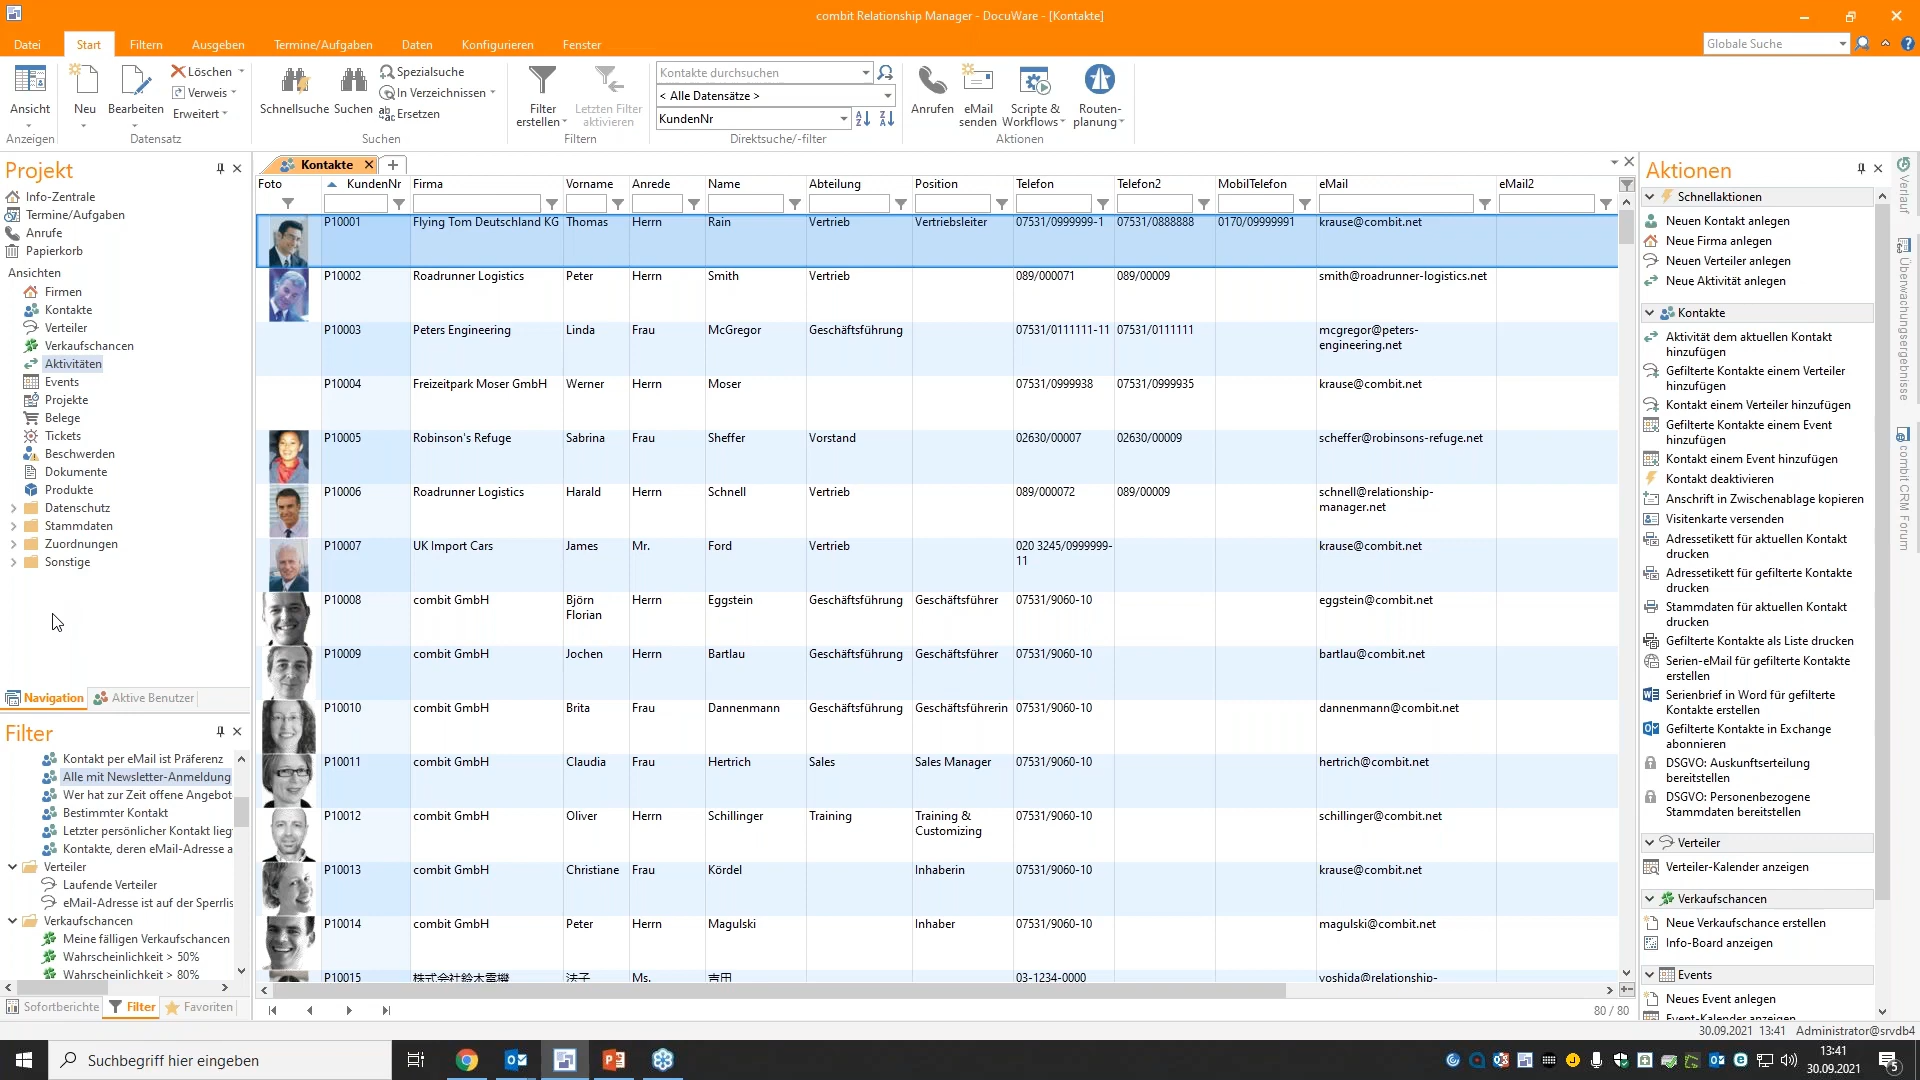 combit Relationship Manager - DocuWare - [Kontakte]
Datei Start Filtern Ausgeben Termine/Aufgaben Daten Konfigurieren Fenster Globale Suche
Ansicht Neu Bearbeiten Löschen Verweis Erweitert
Schnellsuche Suchen Spezialsuche In Verzeichnissen Ersetzen
Filter erstellen Letzten Filter aktivieren
Kontakte durchsuchen
< Alle Datensätze >
KundenNr
Anrufen eMail senden Scripte & Workflows Routen-planung
Anzeigen Datensatz Suchen Filtern Direktsuche/-filter Aktionen
Projekt
Info-Zentrale
Termine/Aufgaben
Anrufe
Papierkorb
Ansichten
Firmen
Kontakte
Verteiler
Verkaufschancen
Aktivitäten
Events
Projekte
Belege
Tickets
Beschwerden
Dokumente
Produkte
Datenschutz
Stammdaten
Zuordnungen
Sonstige
Navigation Aktive Benutzer
Filter
Kontakt per eMail ist Präferenz
Alle mit Newsletter-Anmeldung
Wer hat zur Zeit offene Angebot
Bestimmter Kontakt
Letzter persönlicher Kontakt lieg
Kontakte, deren eMail-Adresse a
Verteiler
Laufende Verteiler
eMail-Adresse ist auf der Sperrlis
Verkaufschancen
Meine fälligen Verkaufschancen
Wahrscheinlichkeit > 50%
Wahrscheinlichkeit > 80%
Sofortberichte Filter Favoriten
Kontakte
Foto KundenNr Firma Vorname Anrede Name Abteilung Position Telefon Telefon2 MobilTelefon eMail eMail2
P10001 Flying Tom Deutschland KG Thomas Herrn Rain Vertrieb Vertriebsleiter 07531/0999999-1 07531/0888888 0170/09999991 krause@combit.net
P10002 Roadrunner Logistics Peter Herrn Smith Vertrieb 089/000071 089/00009 smith@roadrunner-logistics.net
P10003 Peters Engineering Linda Frau McGregor Geschäftsführung 07531/0111111-11 07531/0111111 mcgregor@peters-
engineering.net
P10004 Freizeitpark Moser GmbH Werner Herrn Moser 07531/0999938 07531/0999935 krause@combit.net
P10005 Robinson's Refuge Sabrina Frau Sheffer Vorstand 02630/00007 02630/00009 scheffer@robinsons-refuge.net
P10006 Roadrunner Logistics Harald Herrn Schnell Vertrieb 089/000072 089/00009 schnell@relationship-
manager.net
P10007 UK Import Cars James Mr. Ford Vertrieb 020 3245/0999999- krause@combit.net
11
P10008 combit GmbH Björn Herrn Eggstein Geschäftsführung Geschäftsführer 07531/9060-10 eggstein@combit.net
Florian
P10009 combit GmbH Jochen Herrn Bartlau Geschäftsführung Geschäftsführer 07531/9060-10 bartlau@combit.net
P10010 combit GmbH Brita Frau Dannenmann Geschäftsführung Geschäftsführerin 07531/9060-10 dannenmann@combit.net
P10011 combit GmbH Claudia Frau Hertrich Sales Sales Manager 07531/9060-10 hertrich@combit.net
P10012 combit GmbH Oliver Herrn Schillinger Training Training & 07531/9060-10 schillinger@combit.net
Customizing
P10013 combit GmbH Christiane Frau Kördel Inhaberin 07531/9060-10 krause@combit.net
P10014 combit GmbH Peter Herrn Magulski Inhaber 07531/9060-10 magulski@combit.net
P10015 株式会社鈴木電機 法子 Ms. 吉田 03-1234-0000 yoshida@relationship-
80 / 80
Aktionen
Schnellaktionen
Neuen Kontakt anlegen
Neue Firma anlegen
Neuen Verteiler anlegen
Neue Aktivität anlegen
Kontakte
Aktivität dem aktuellen Kontakt
hinzufügen
Gefilterte Kontakte einem Verteiler
hinzufügen
Kontakt einem Verteiler hinzufügen
Gefilterte Kontakte einem Event
hinzufügen
Kontakt einem Event hinzufügen
Kontakt deaktivieren
Anschrift in Zwischenablage kopieren
Visitenkarte versenden
Adressetikett für aktuellen Kontakt
drucken
Adressetikett für gefilterte Kontakte
drucken
Stammdaten für aktuellen Kontakt
drucken
Gefilterte Kontakte als Liste drucken
Serien-eMail für gefilterte Kontakte
erstellen
Serienbrief in Word für gefilterte
Kontakte erstellen
Gefilterte Kontakte in Exchange
abonnieren
DSGVO: Auskunftserteilung
bereitstellen
DSGVO: Personenbezogene
Stammdaten bereitstellen
Verteiler
Verteiler-Kalender anzeigen
Verkaufschancen
Neue Verkaufschance erstellen
Info-Board anzeigen
Events
Neues Event anlegen
Event-Kalender anzeigen
Verlauf
Überwachungsergebnisse
combit CRM Forum
30.09.2021 13:41 Administrator@srvdb4
Suchbegriff hier eingeben
13:41
30.09.2021
5